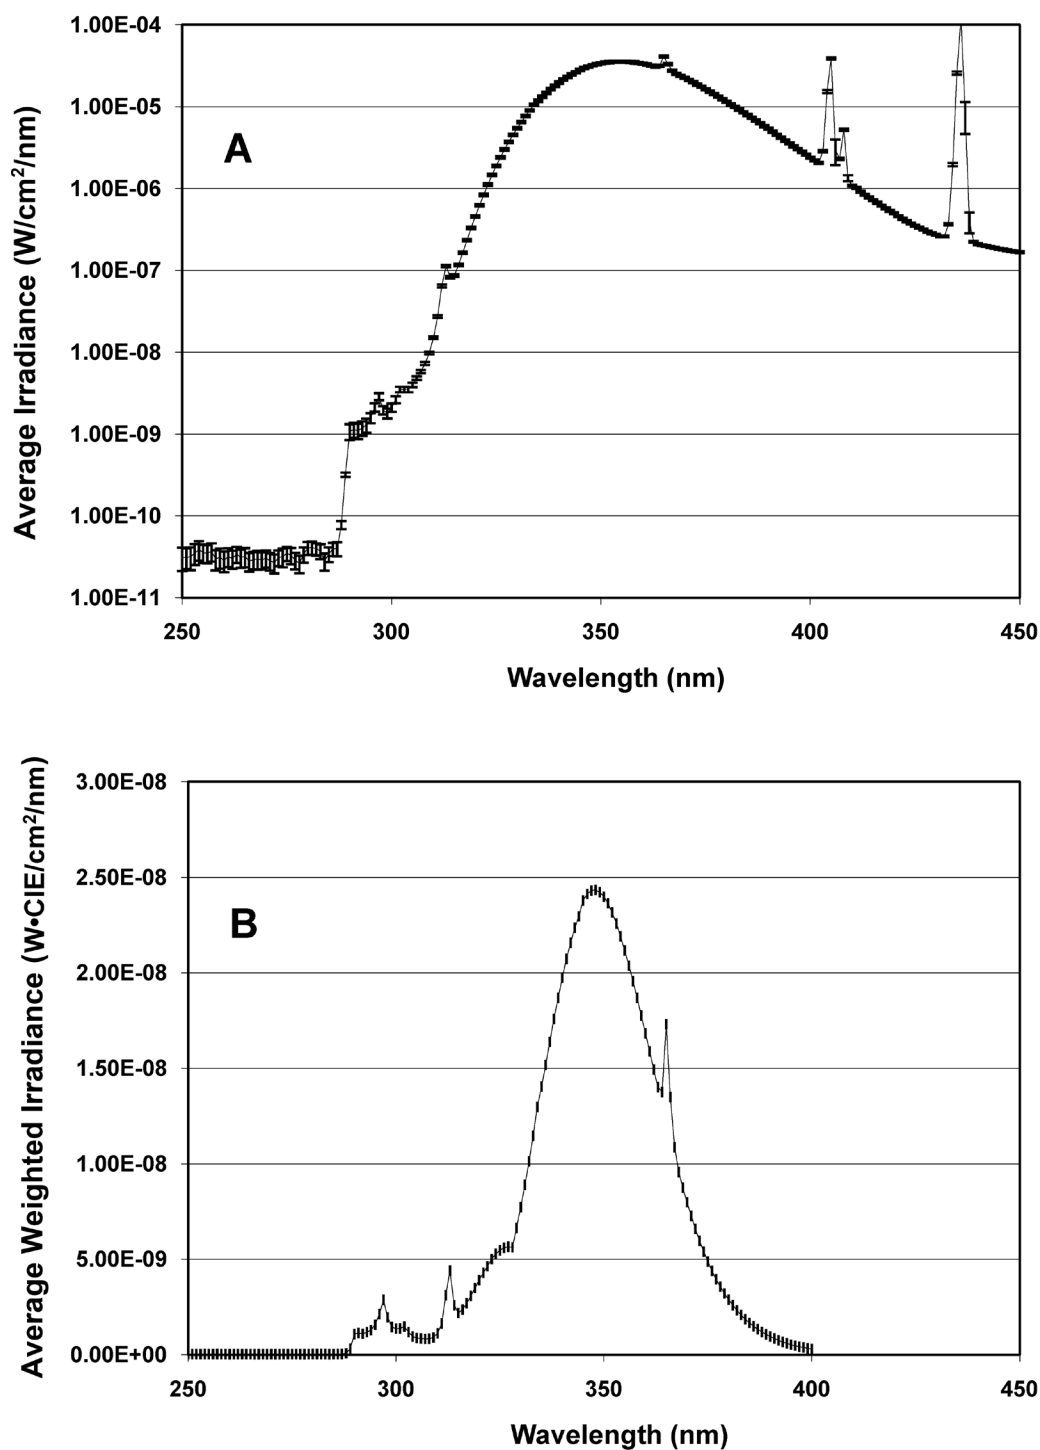 1.00E-04
1.00E-05
1.00E-06
1.00E-07
1.00E-08
1.00E-09
1.00E-10
1.00E-11
Average Irradiance (W/cm²/nm)
A
250 300 350 400 450
Wavelength (nm)
3.00E-08
2.50E-08
2.00E-08
1.50E-08
1.00E-08
5.00E-09
0.00E+00
Average Weighted Irradiance (W•CIE/cm²/nm)
B
250 300 350 400 450
Wavelength (nm)